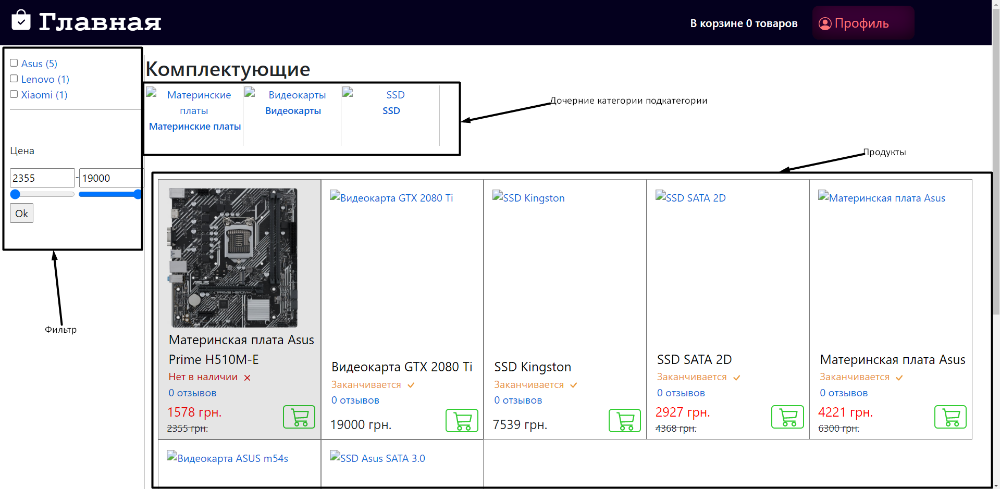 Главная
В корзине 0 товаров
Профиль
Asus (5)
Lenovo (1)
Xiaomi (1)
Цена
2355 - 19000
Ok
Фильтр
Комплектующие
Материнские
платы
Материнские платы
Видеокарты
Видеокарты
SSD
SSD
Дочерние категории подкатегории
Продукты
ASUS
PRIME H510M-K
Материнская плата Asus
Prime H510M-E
Нет в наличии
0 отзывов
1578 грн.
2355 грн.
Видеокарта GTX 2080 Ti
Видеокарта GTX 2080 Ti
Заканчивается
0 отзывов
19000 грн.
SSD Kingston
SSD Kingston
Заканчивается
0 отзывов
7539 грн.
SSD SATA 2D
SSD SATA 2D
Заканчивается
0 отзывов
2927 грн.
4368 грн.
Материнская плата Asus
Материнская плата Asus
Заканчивается
0 отзывов
4221 грн.
6300 грн.
Видеокарта ASUS m54s
SSD Asus SATA 3.0